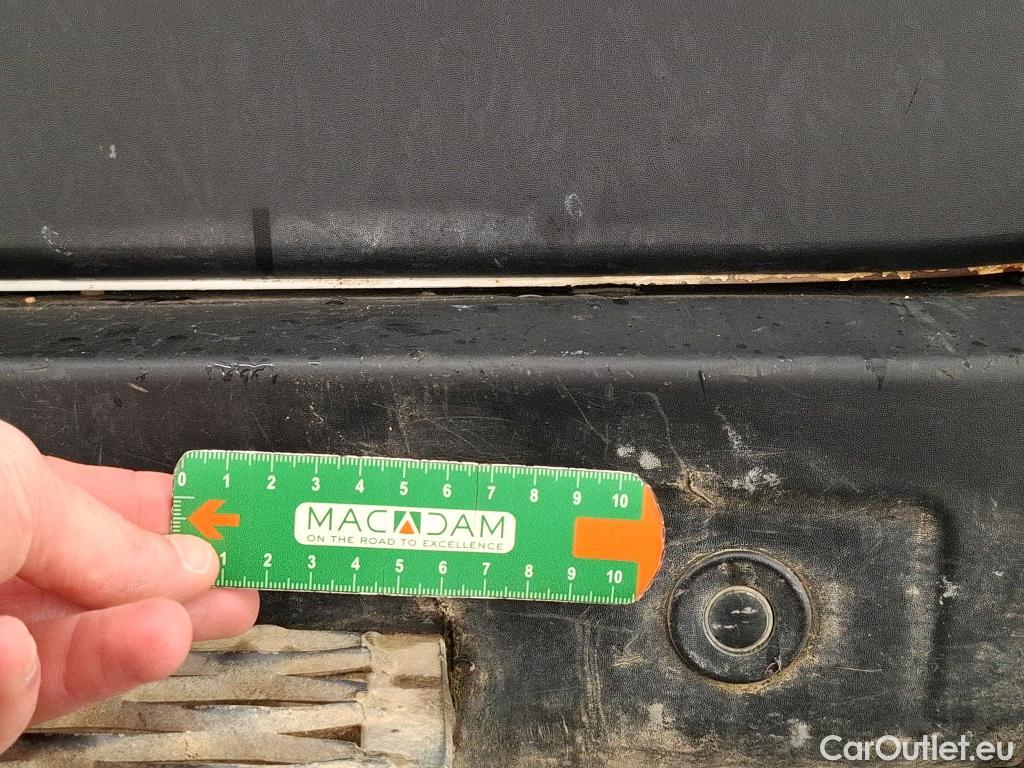 0 1 2 3 4 5 6 7 8 9 10
MACADAM
ON THE ROAD TO EXCELLENCE
1 2 3 4 5 6 7 8 9 10
CarOutlet.eu